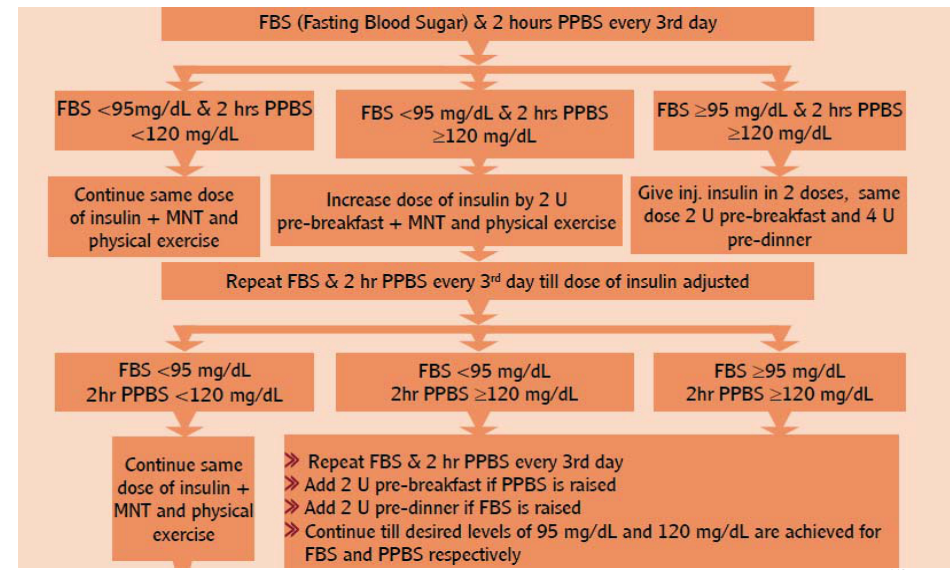 FBS (Fasting Blood Sugar) & 2 hours PPBS every 3rd day
FBS <95mg/dL & 2 hrs PPBS
<120 mg/dL
FBS <95 mg/dL & 2 hrs PPBS
≥120 mg/dL
FBS ≥95 mg/dL & 2 hrs PPBS
≥120 mg/dL
Continue same dose
of insulin + MNT and
physical exercise
Increase dose of insulin by 2 U
pre-breakfast + MNT and physical exercise
Give inj. insulin in 2 doses, same
dose 2 U pre-breakfast and 4 U
pre-dinner
Repeat FBS & 2 hr PPBS every 3rd day till dose of insulin adjusted
FBS <95 mg/dL
2hr PPBS <120 mg/dL
FBS <95 mg/dL
2hr PPBS ≥120 mg/dL
FBS ≥95 mg/dL
2hr PPBS ≥120 mg/dL
Continue same
dose of insulin +
MNT and physical
exercise
» Repeat FBS & 2 hr PPBS every 3rd day
» Add 2 U pre-breakfast if PPBS is raised
» Add 2 U pre-dinner if FBS is raised
» Continue till desired levels of 95 mg/dL and 120 mg/dL are achieved for
FBS and PPBS respectively